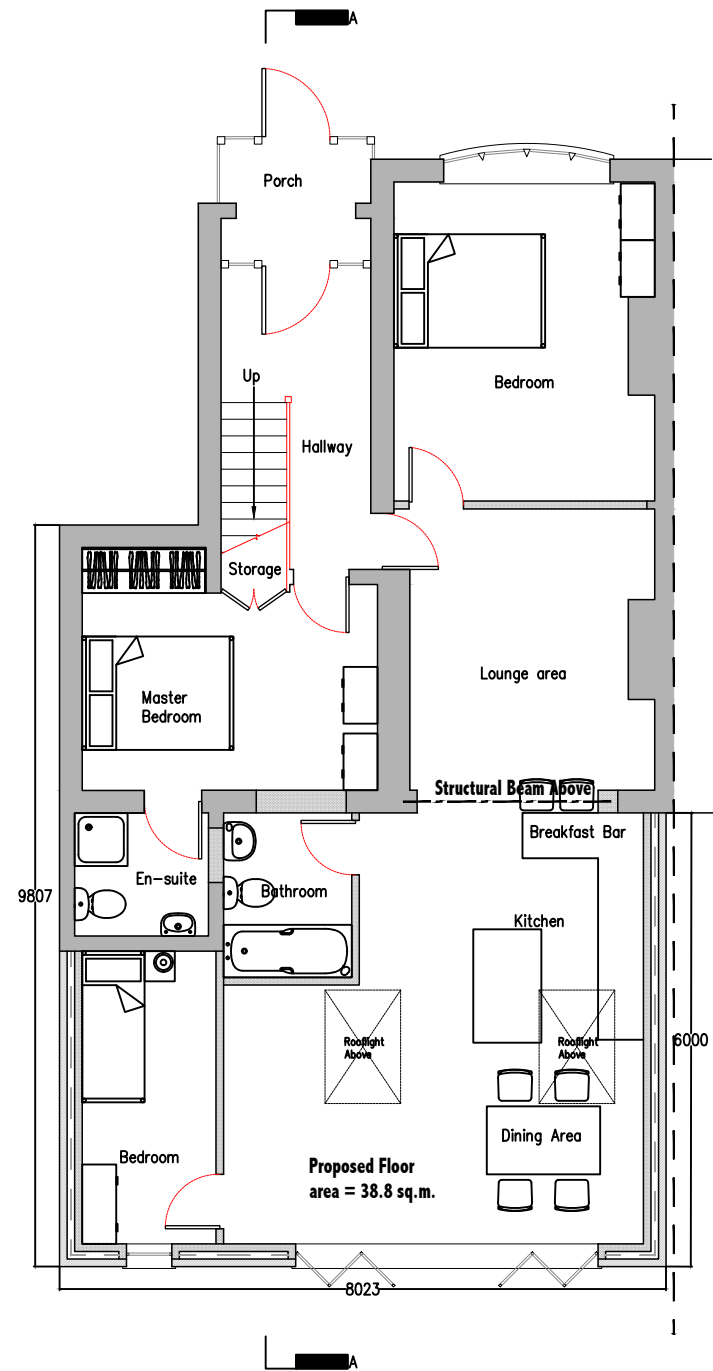 A
Porch
Bedroom
Up
Hallway
Storage
Lounge area
Master
Bedroom
Structural Beam Above
Breakfast Bar
En-suite
Bathroom
9807
Kitchen
Rooflight
Above
Rooflight
Above
6000
Dining Area
Bedroom
Proposed Floor
area = 38.8 sq.m.
8023
A